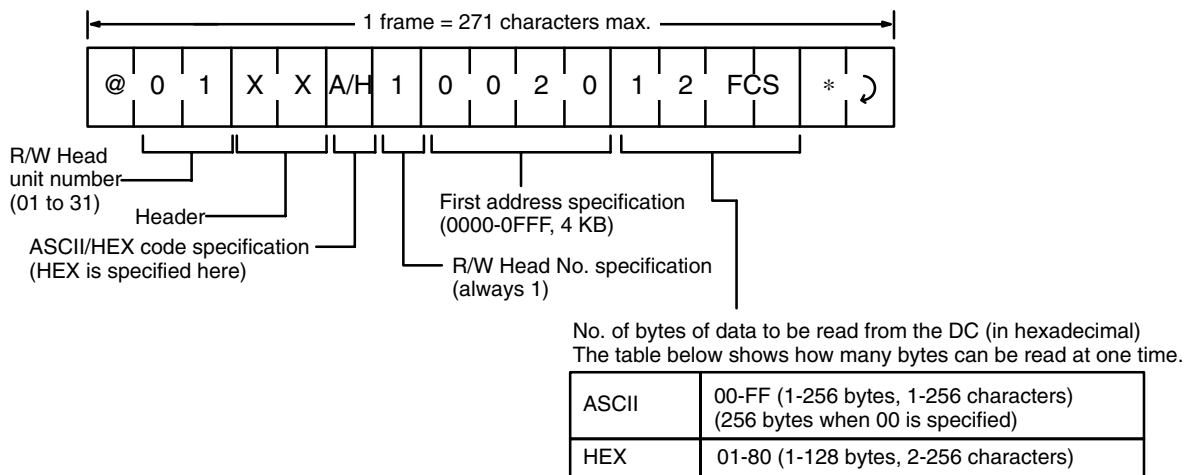 1 frame = 271 characters max.
@ 0 1 X X A/H 1 0 0 2 0 1 2 FCS *
R/W Head
unit number
(01 to 31)
Header
ASCII/HEX code specification
(HEX is specified here)
First address specification
(0000-0FFF, 4 KB)
R/W Head No. specification
(always 1)
No. of bytes of data to be read from the DC (in hexadecimal)
The table below shows how many bytes can be read at one time.
ASCII 00-FF (1-256 bytes, 1-256 characters)
(256 bytes when 00 is specified)
HEX 01-80 (1-128 bytes, 2-256 characters)